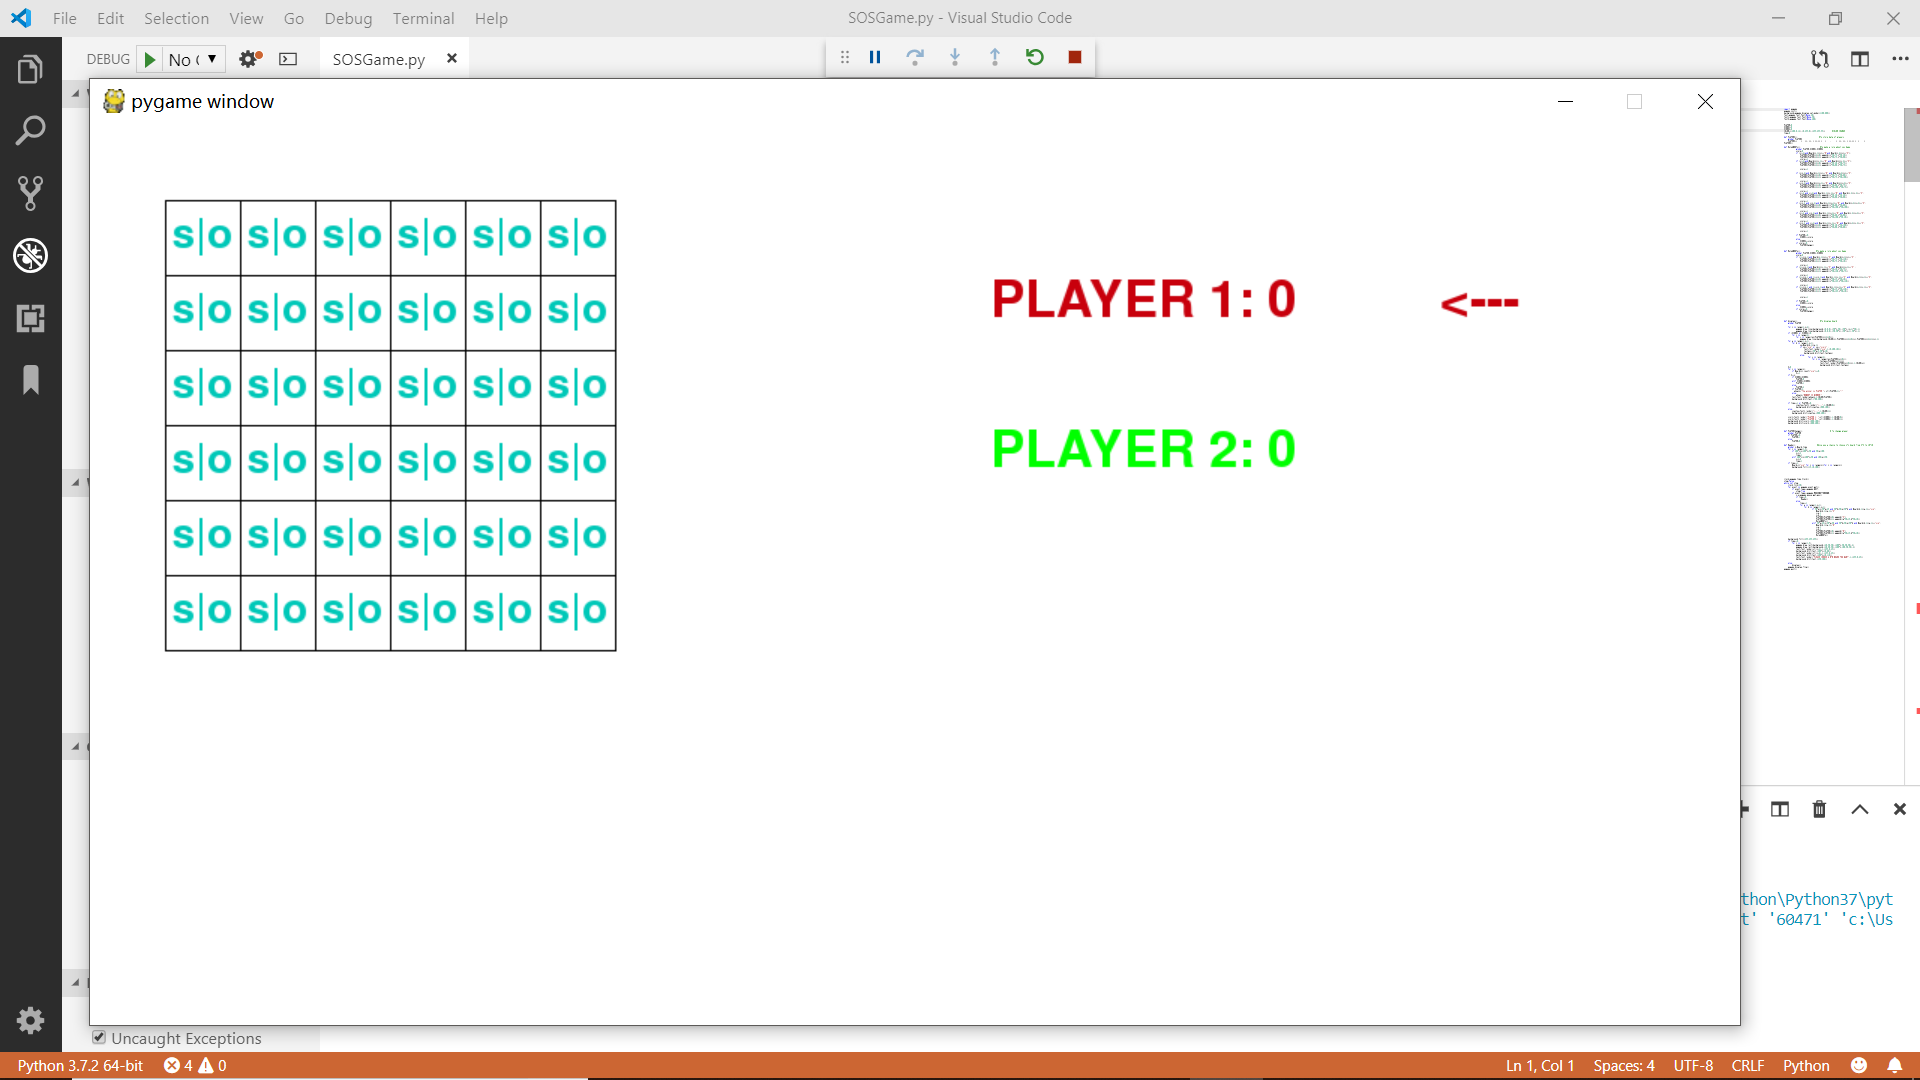 File Edit Selection View Go Debug Terminal Help
SOSGame.py - Visual Studio Code
DEBUG No (
SOSGame.py
pygame window
s|o s|o s|o s|o s|o s|o
s|o s|o s|o s|o s|o s|o
s|o s|o s|o s|o s|o s|o
s|o s|o s|o s|o s|o s|o
s|o s|o s|o s|o s|o s|o
s|o s|o s|o s|o s|o s|o
PLAYER 1: 0 <---
PLAYER 2: 0
thon\Python37\pyt
t' '60471' 'c:\Us
Uncaught Exceptions
Python 3.7.2 64-bit 4 0 Ln 1, Col 1 Spaces: 4 UTF-8 CRLF Python